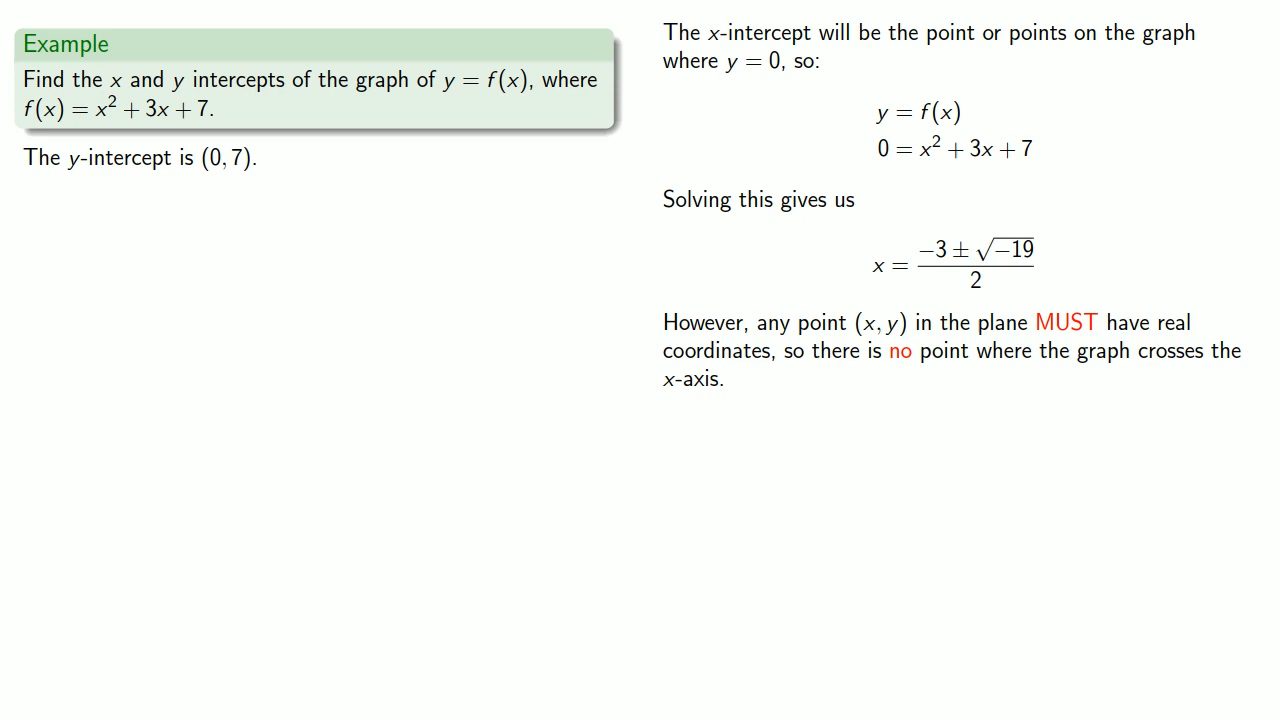 Example
Find the x and y intercepts of the graph of y = f(x), where
f(x) = x² + 3x + 7.
The y-intercept is (0, 7).
The x-intercept will be the point or points on the graph
where y = 0, so:
y = f(x)
0 = x² + 3x + 7
Solving this gives us
x = (−3 ± √−19) / 2
However, any point (x, y) in the plane MUST have real
coordinates, so there is no point where the graph crosses the
x-axis.